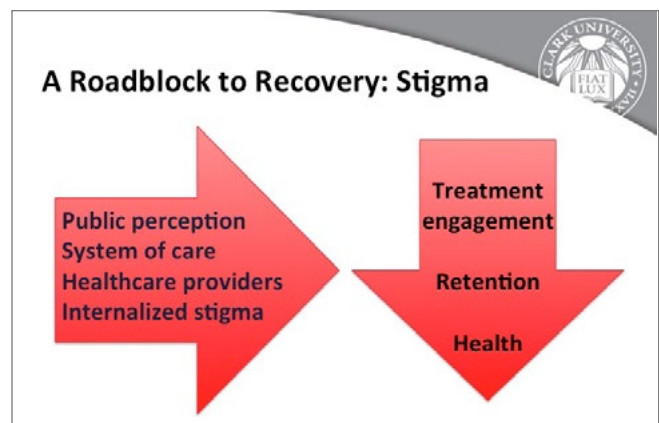 CLARK UNIVERSITY
FIAT
LUX
A Roadblock to Recovery: Stigma
Public perception
System of care
Healthcare providers
Internalized stigma
Treatment
engagement
Retention
Health